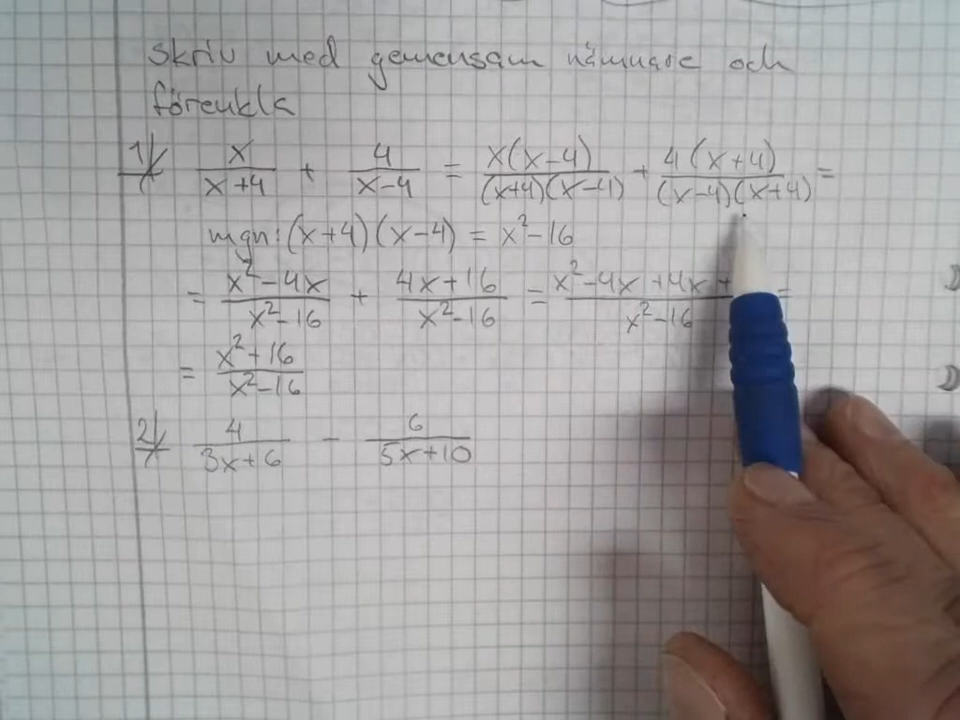 skriv med gemensam nämnare och
förenkla
1/ x/(x+4) + 4/(x-4) = x(x-4)/((x+4)(x-4)) + 4(x+4)/((x-4)(x+4)) =
mgn: (x+4)(x-4) = x²-16
= (x²-4x)/(x²-16) + (4x+16)/(x²-16) = (x²-4x+4x+)/(x²-16) =
= (x²+16)/(x²-16)
2/ 4/(3x+6) - 6/(5x+10)